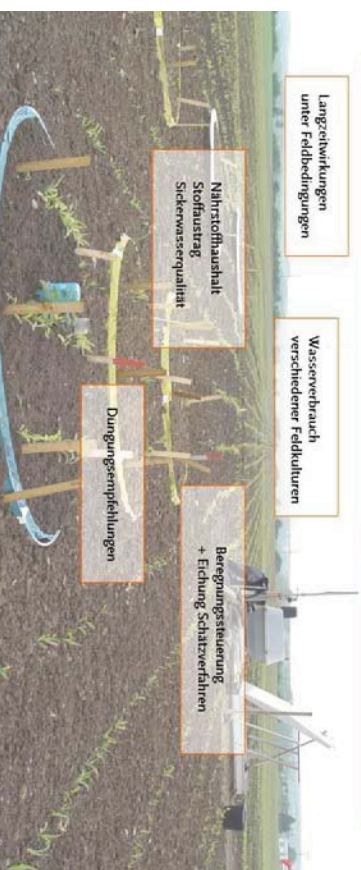 Langzeitwirkungen
unter Feldbedingungen
Wasserverbrauch
verschiedener Feldkulturen
Nährstoffhaushalt
Stoffaustrag
Sickerwasserqualität
Beregnungssteuerung
+ Eichung Schätzverfahren
Düngungsempfehlungen